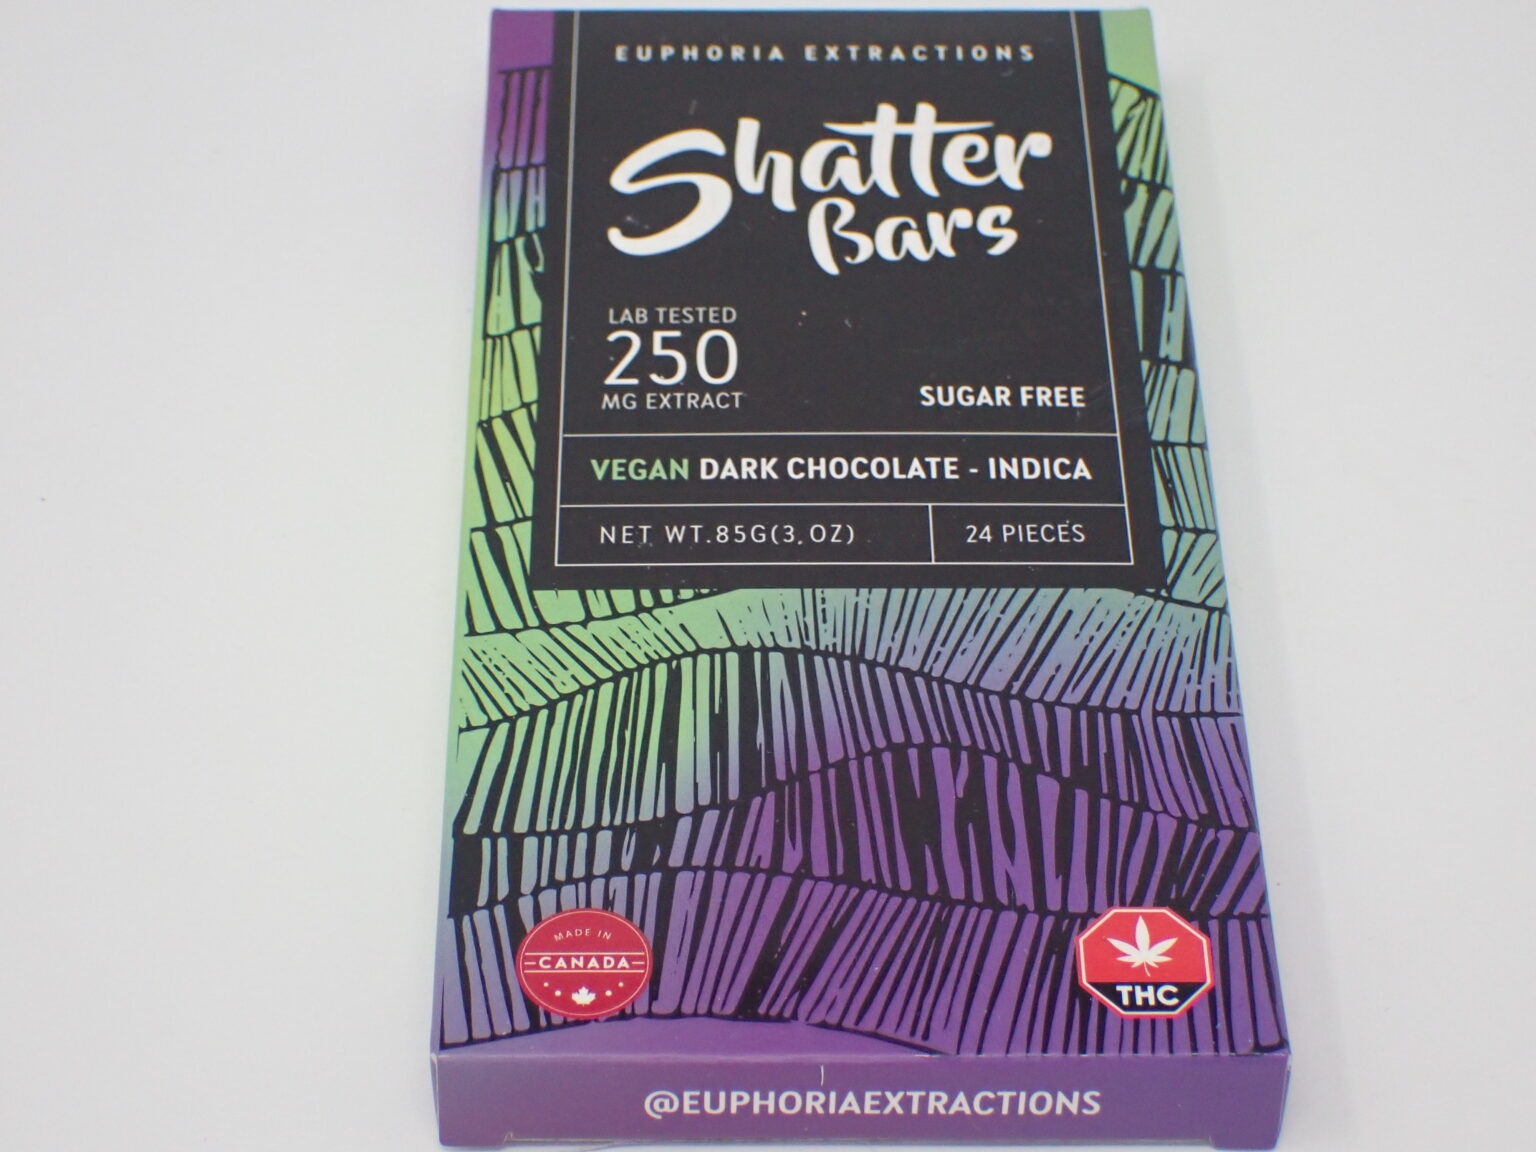 EUPHORIA EXTRACTIONS
Shatter
Bars
LAB TESTED
250
MG EXTRACT
SUGAR FREE
VEGAN DARK CHOCOLATE - INDICA
NET WT.85G(3.OZ)
24 PIECES
MADE IN
CANADA
THC
@EUPHORIAEXTRACTIONS